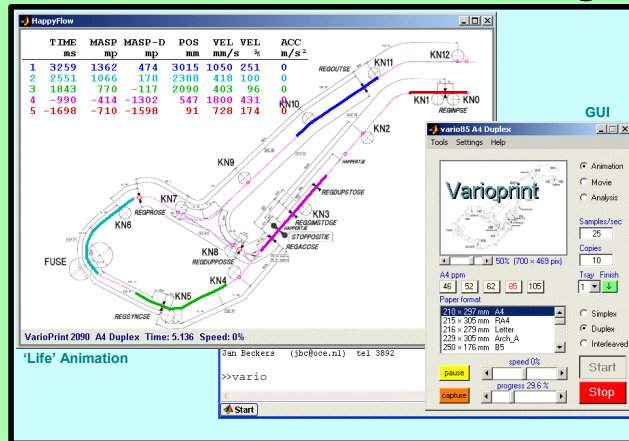 HappyFlow
TIME MASP MASP-D POS VEL VEL ACC
ms mp mp mm mm/s % m/s²
1 3259 1362 474 3015 1050 251 0
2 2551 1066 178 2388 418 100 0
3 1843 770 -117 2090 403 96 0
4 -990 -414 -1302 547 1800 431 0
5 -1698 -710 -1598 91 728 174 0
REGOUTSE
KN11
KN12
KN10
KN1
KN0
REGINPSE
KN2
HAPPERTJE
KN9
REGDUPSTOSE
KN7
REGPROSE
KN6
KN3
REGSIMSTOSE
HAPPERTJE
STOPPOSITIE
REGACCSE
KN8
REGDUPPOSSE
FUSE
KN4
KN5
REGSYNCSE
VarioPrint 2090 A4 Duplex Time: 5.136 Speed: 0%
'Life' Animation
GUI
vario85 A4 Duplex
Tools Settings Help
Varioprint
Animation
Movie
Analysis
Samples/sec
25
50% (700 × 469 pix)
Copies
10
A4 ppm
46 52 62 85 105
Tray Finish
1
Paper format
210 × 297 mm A4
215 × 305 mm RA4
216 × 279 mm Letter
229 × 305 mm Arch_A
250 × 176 mm B5
Simplex
Duplex
Interleaved
speed 0%
pause
Start
progress 29.6 %
capture
Stop
Jan Beckers (jbc@oce.nl) tel 3892
>>vario
Start